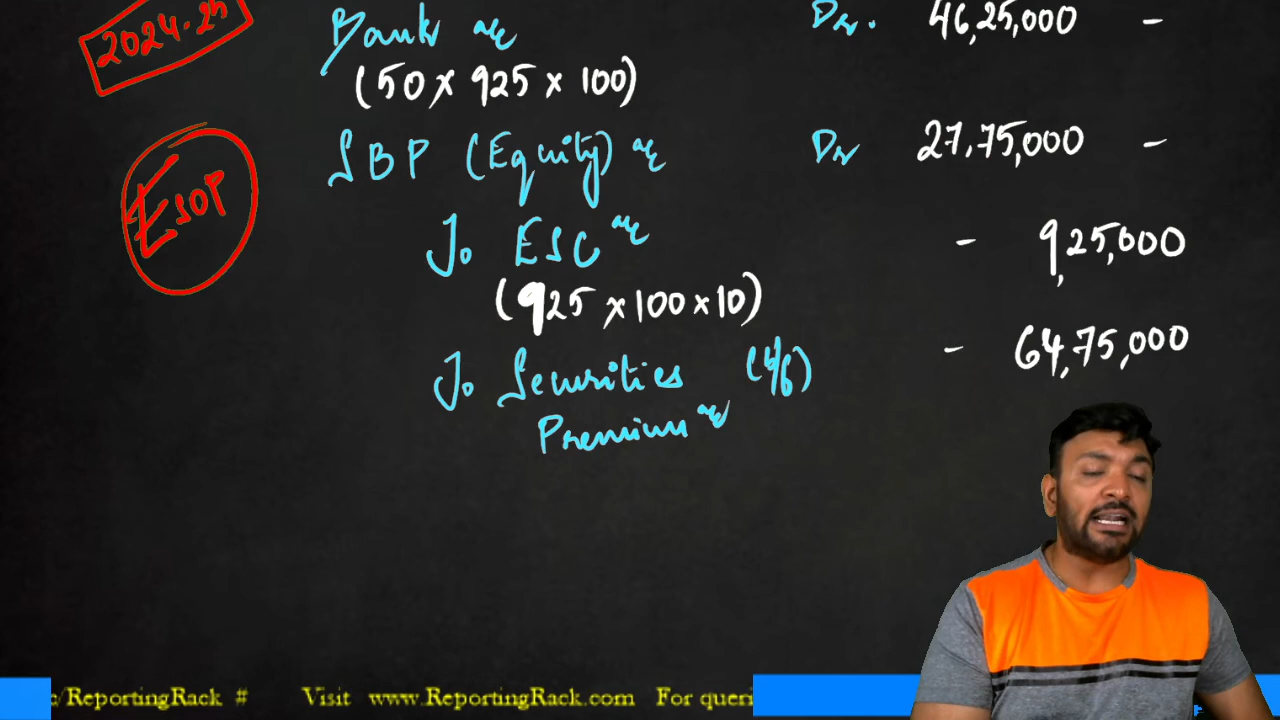 2024-25
Bank a/c Dr. 46,25,000 -
(50 x 925 x 100)
SBP (Equity) a/c Dr 27,75,000 -
ESOP
To ESC a/c - 9,25,000
(925 x 100 x 10)
To Securities (b/f) - 64,75,000
Premium a/c
c/ReportingRack # Visit www.ReportingRack.com For queri